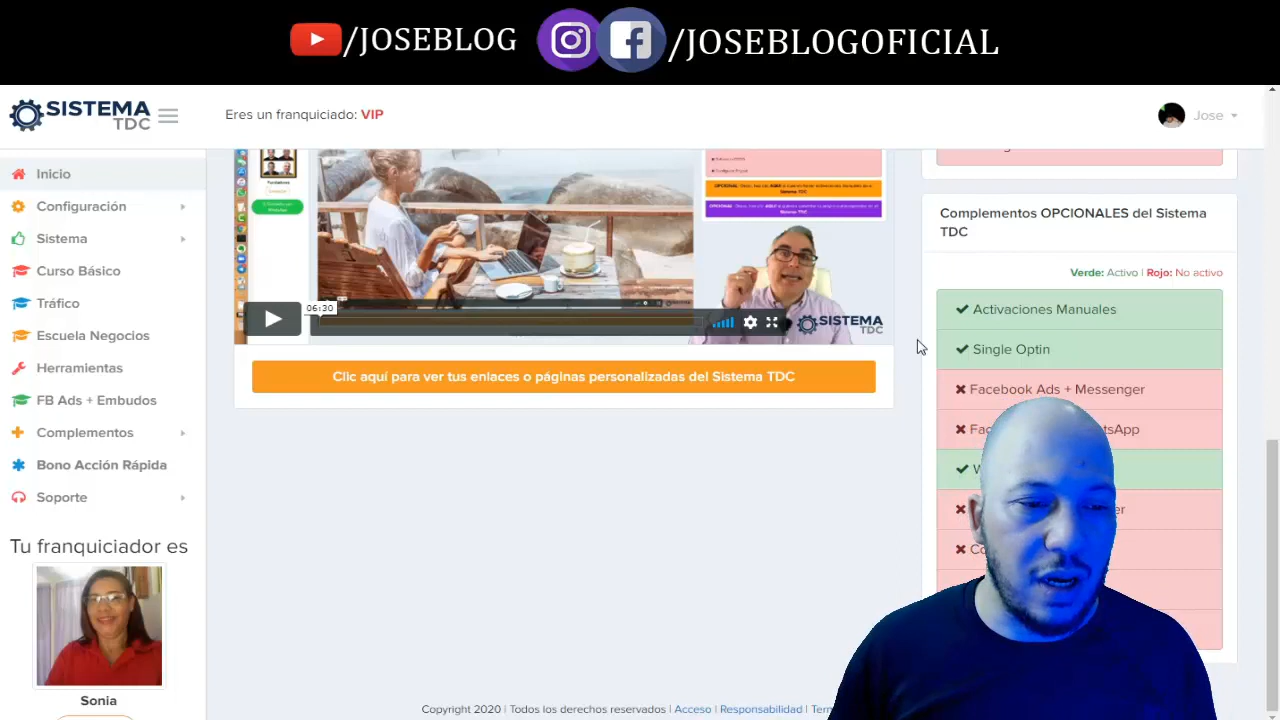 /JOSEBLOG
/JOSEBLOGOFICIAL
SISTEMA
TDC
Eres un franquiciado: VIP
Jose
Inicio
Configuración
Sistema
Curso Básico
Tráfico
Escuela Negocios
Herramientas
FB Ads + Embudos
Complementos
Bono Acción Rápida
Soporte
Tu franquiciador es
Sonia
06:30
SISTEMA
TDC
Clic aquí para ver tus enlaces o páginas personalizadas del Sistema TDC
Complementos OPCIONALES del Sistema
TDC
Verde: Activo | Rojo: No activo
Activaciones Manuales
Single Optin
Facebook Ads + Messenger
Copyright 2020 | Todos los derechos reservados | Acceso | Responsabilidad |